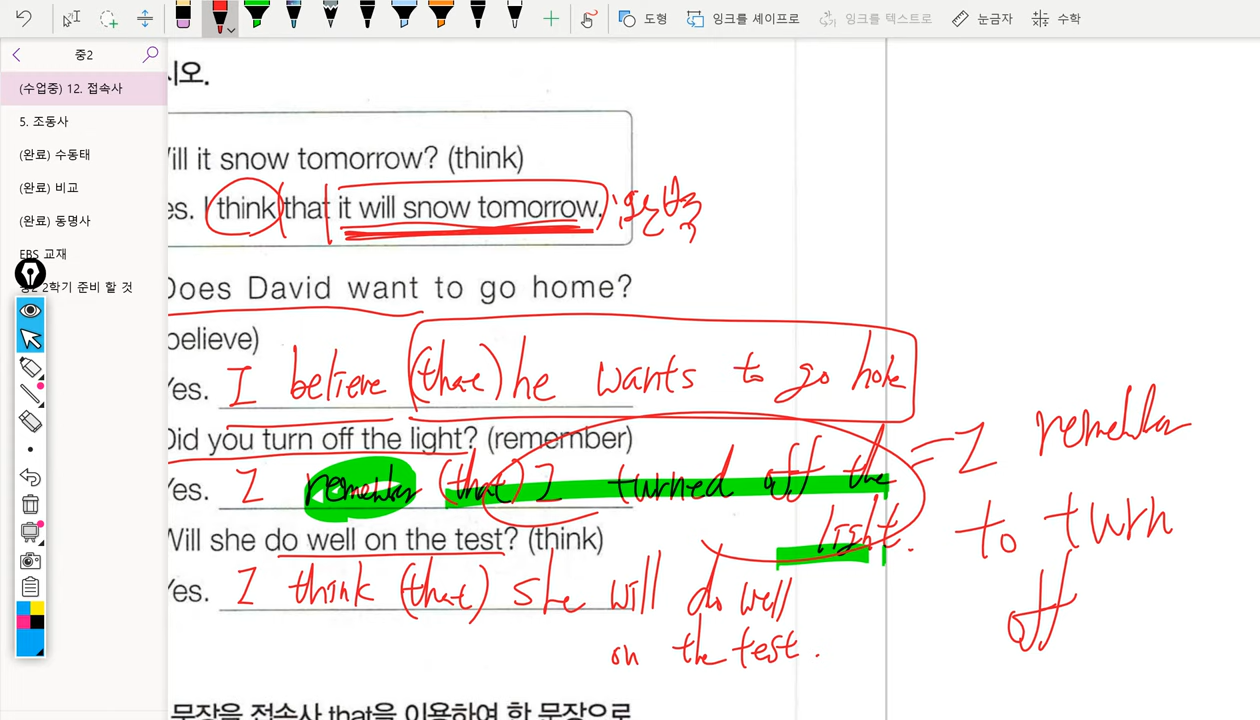 도형
잉크를 셰이프로
잉크를 텍스트로
눈금자
수학
중2
(수업중) 12. 접속사
5. 조동사
(완료) 수동태
(완료) 비교
(완료) 동명사
EBS 교재
2학기 준비 할 것
시오.
ill it snow tomorrow? (think)
es. I think that it will snow tomorrow.
Does David want to go home?
believe)
Yes. I believe (that) he wants to go
Did you turn off the light? (remember)
Yes. I remember (that) I turned off the
light.
= I remember
to turn
off
Will she do well on the test? (think)
Yes. I think (that) she will do well
on the test.
문장을 접속사 that을 이용하여 한 문장으로